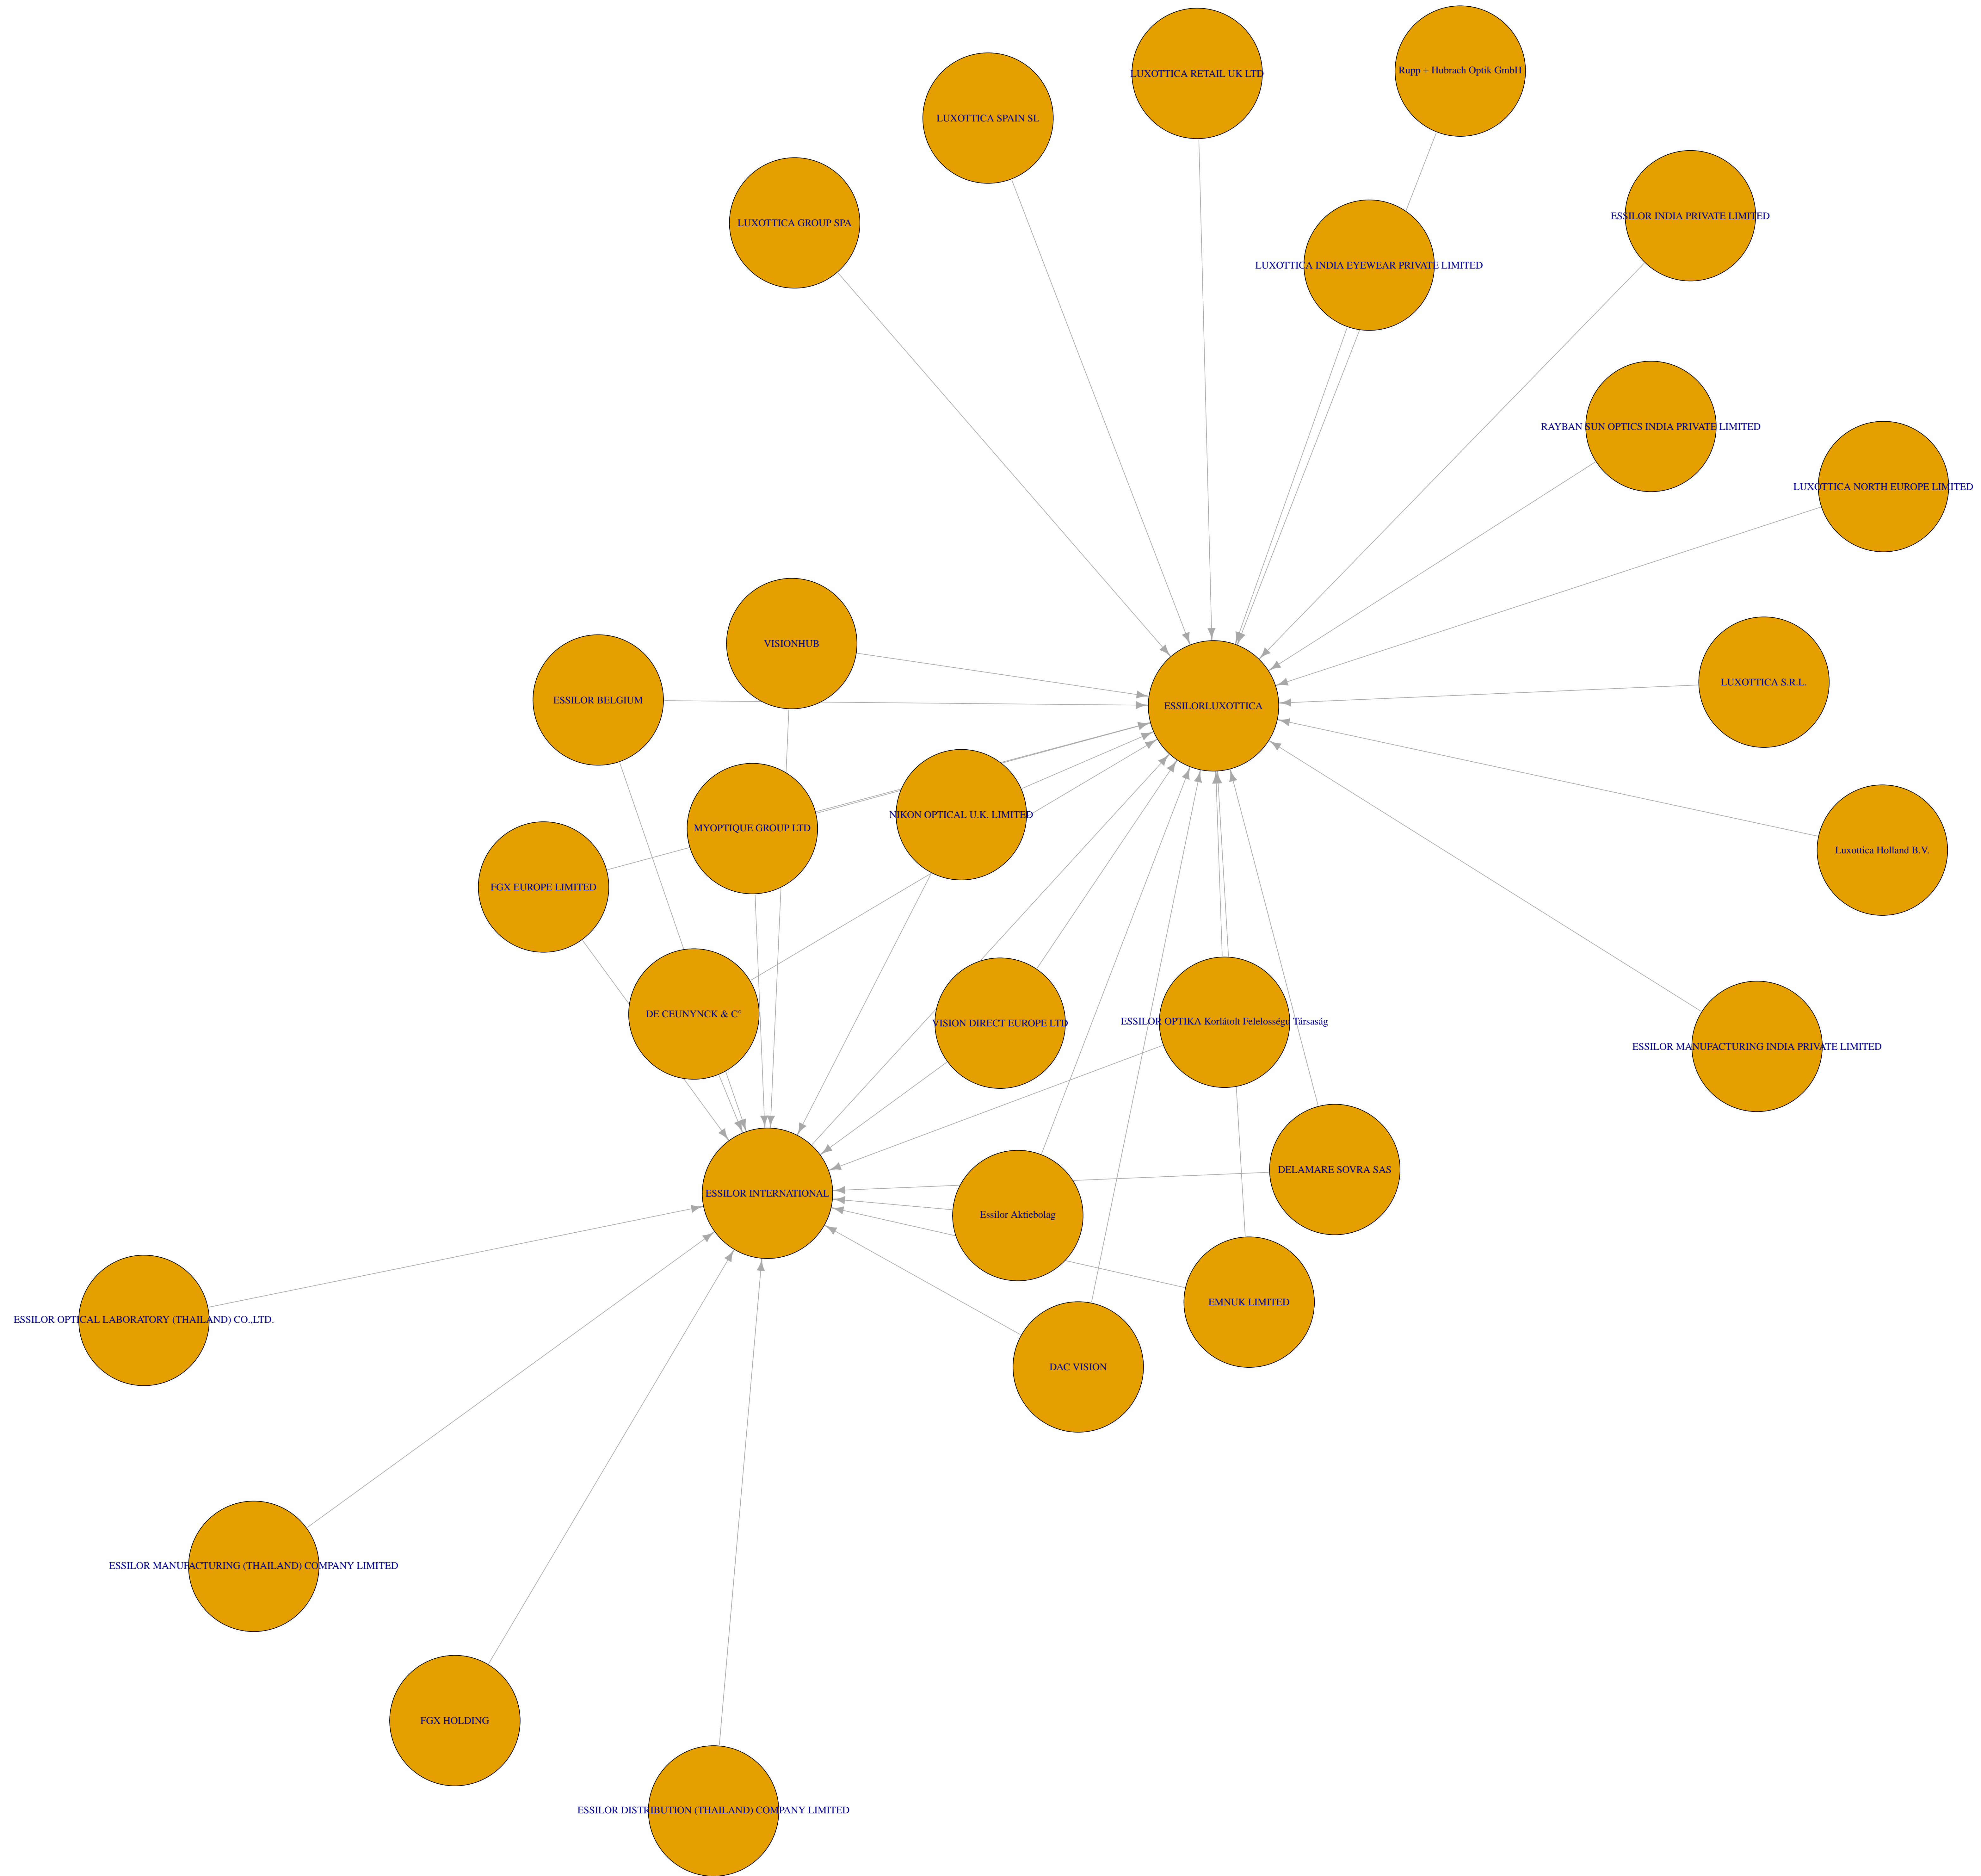 Rupp + Hubrach Optik GmbH
LUXOTTICA RETAIL UK LTD
LUXOTTICA SPAIN SL
ESSILOR INDIA PRIVATE LIMITED
LUXOTTICA GROUP SPA
LUXOTTICA INDIA EYEWEAR PRIVATE LIMITED
RAYBAN SUN OPTICS INDIA PRIVATE LIMITED
LUXOTTICA NORTH EUROPE LIMITED
VISIONHUB
LUXOTTICA S.R.L.
ESSILOR BELGIUM
ESSILORLUXOTTICA
NIKON OPTICAL U.K. LIMITED
MYOPTIQUE GROUP LTD
Luxottica Holland B.V.
FGX EUROPE LIMITED
DE CEUNYNCK & C°
ESSILOR OPTIKA Korlátolt Felelosségu Társaság
VISION DIRECT EUROPE LTD
ESSILOR MANUFACTURING INDIA PRIVATE LIMITED
DELAMARE SOVRA SAS
ESSILOR INTERNATIONAL
Essilor Aktiebolag
EMNUK LIMITED
ESSILOR OPTICAL LABORATORY (THAILAND) CO.,LTD.
DAC VISION
ESSILOR MANUFACTURING (THAILAND) COMPANY LIMITED
FGX HOLDING
ESSILOR DISTRIBUTION (THAILAND) COMPANY LIMITED